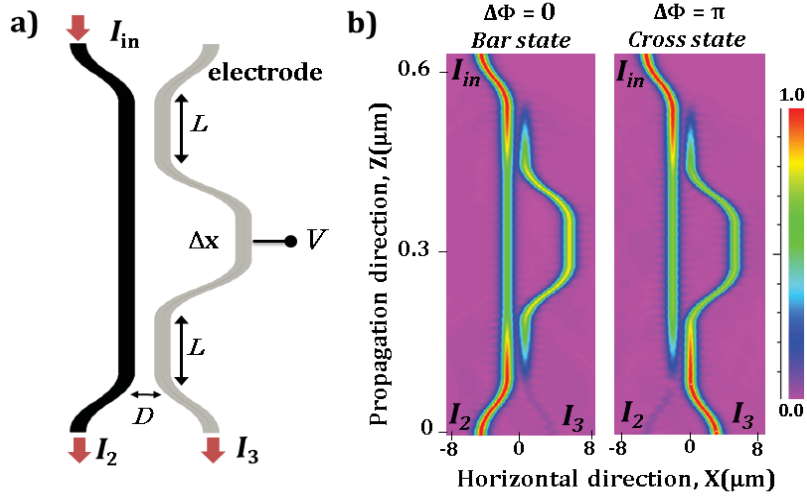 a)
I_in
electrode
L
Δx
V
L
D
I_2
I_3
b)
ΔΦ = 0
Bar state
ΔΦ = π
Cross state
I_in
I_in
1.0
0.6
0.3
0
Propagation direction, Z(μm)
I_2
I_3
I_2
I_3
0.0
-8
0
8
-8
0
8
Horizontal direction, X(μm)